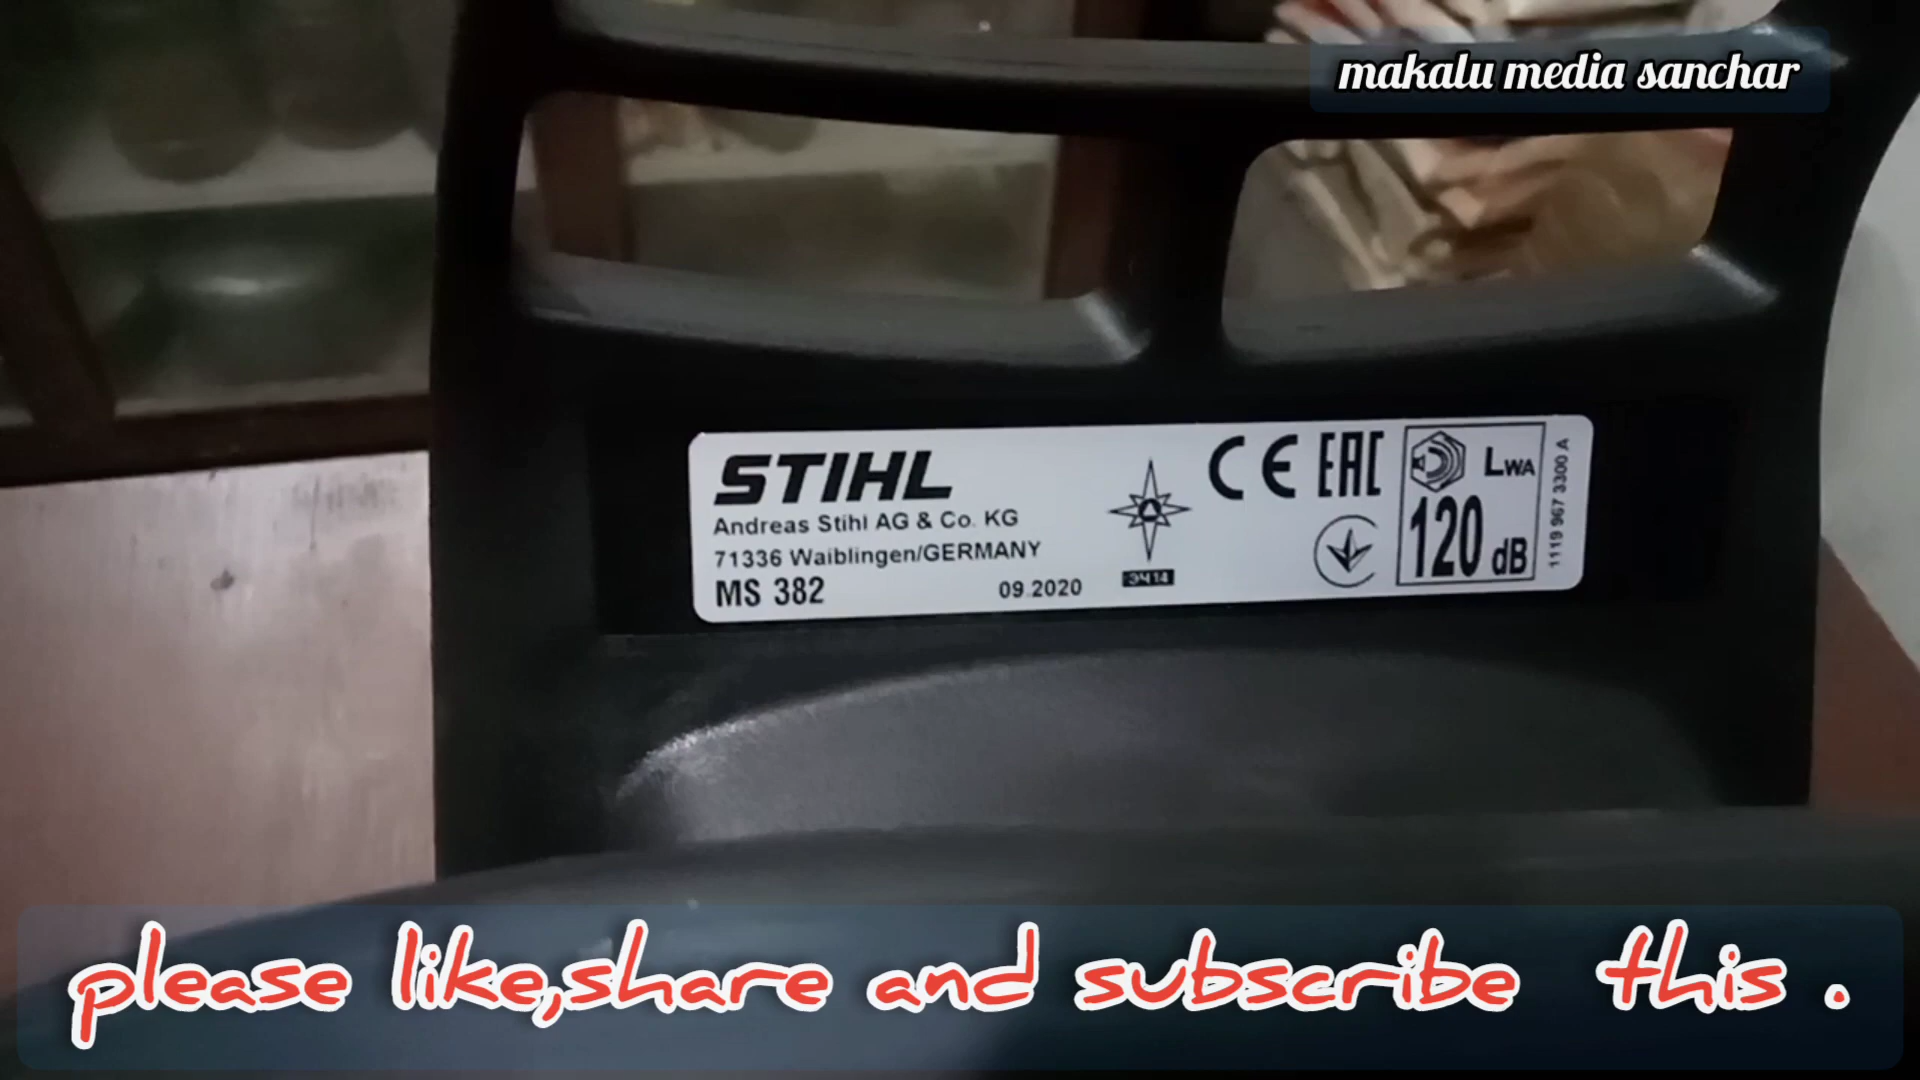 makalu media sanchar
STIHL
Andreas Stihl AG & Co. KG
71336 Waiblingen/GERMANY
MS 382
09.2020
ЭЧ14
CE EAC
LWA
120 dB
1119 967 3300 A
please like,share and subscribe this .